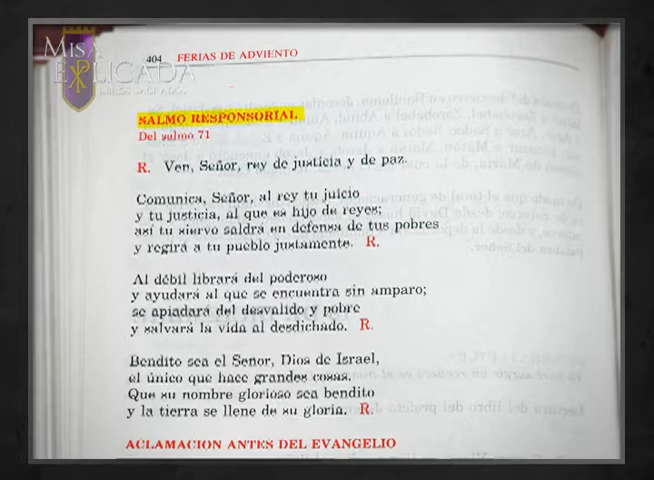 MISA
EXPLICADA
404 FERIAS DE ADVIENTO
SALMO RESPONSORIAL
Del salmo 71
R. Ven, Señor, rey de justicia y de paz.
Comunica, Señor, al rey tu juicio
y tu justicia, al que es hijo de reyes;
así tu siervo saldrá en defensa de tus pobres
y regirá a tu pueblo justamente. R.
Al débil librará del poderoso
y ayudará al que se encuentra sin amparo;
se apiadará del desvalido y pobre
y salvará la vida al desdichado. R.
Bendito sea el Señor, Dios de Israel,
el único que hace grandes cosas.
Que su nombre glorioso sea bendito
y la tierra se llene de su gloria. R.
ACLAMACION ANTES DEL EVANGELIO